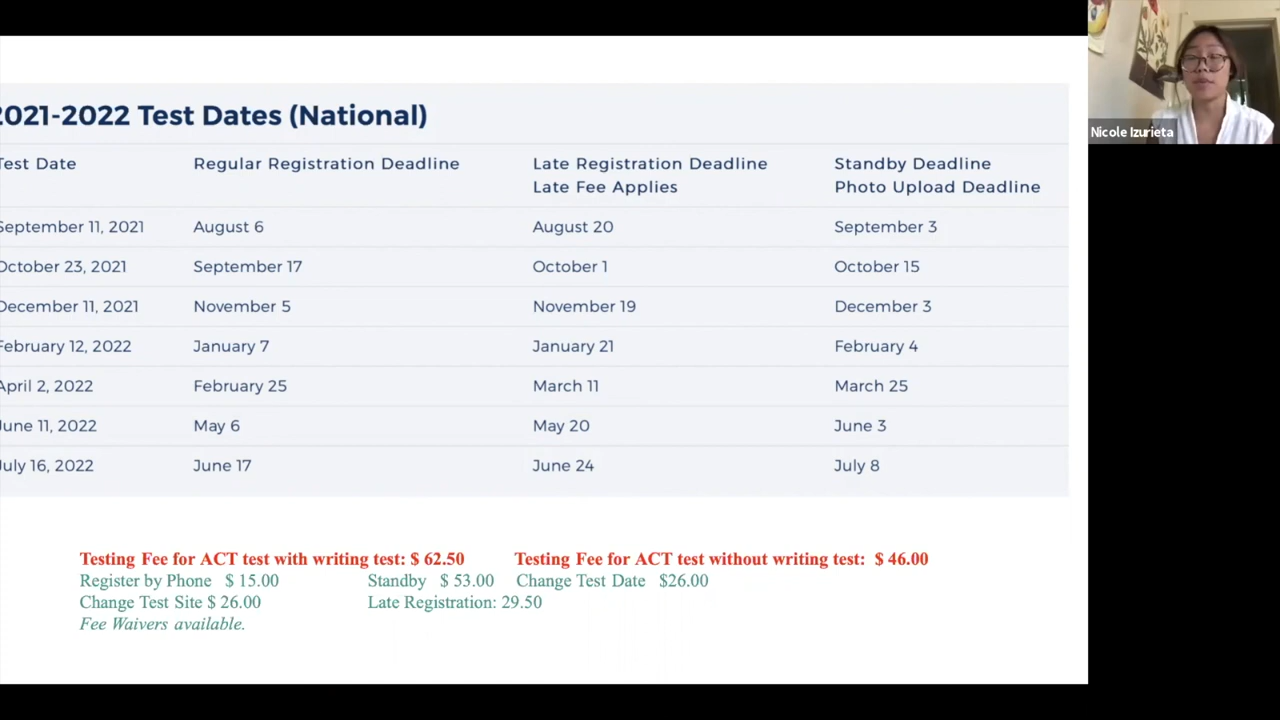 2021-2022 Test Dates (National)
Test Date Regular Registration Deadline Late Registration Deadline Standby Deadline
Late Fee Applies Photo Upload Deadline
September 11, 2021 August 6 August 20 September 3
October 23, 2021 September 17 October 1 October 15
December 11, 2021 November 5 November 19 December 3
February 12, 2022 January 7 January 21 February 4
April 2, 2022 February 25 March 11 March 25
June 11, 2022 May 6 May 20 June 3
July 16, 2022 June 17 June 24 July 8
Testing Fee for ACT test with writing test: $ 62.50 Testing Fee for ACT test without writing test: $ 46.00
Register by Phone $ 15.00 Standby $ 53.00 Change Test Date $26.00
Change Test Site $ 26.00 Late Registration: 29.50
Fee Waivers available.
Nicole Izurieta